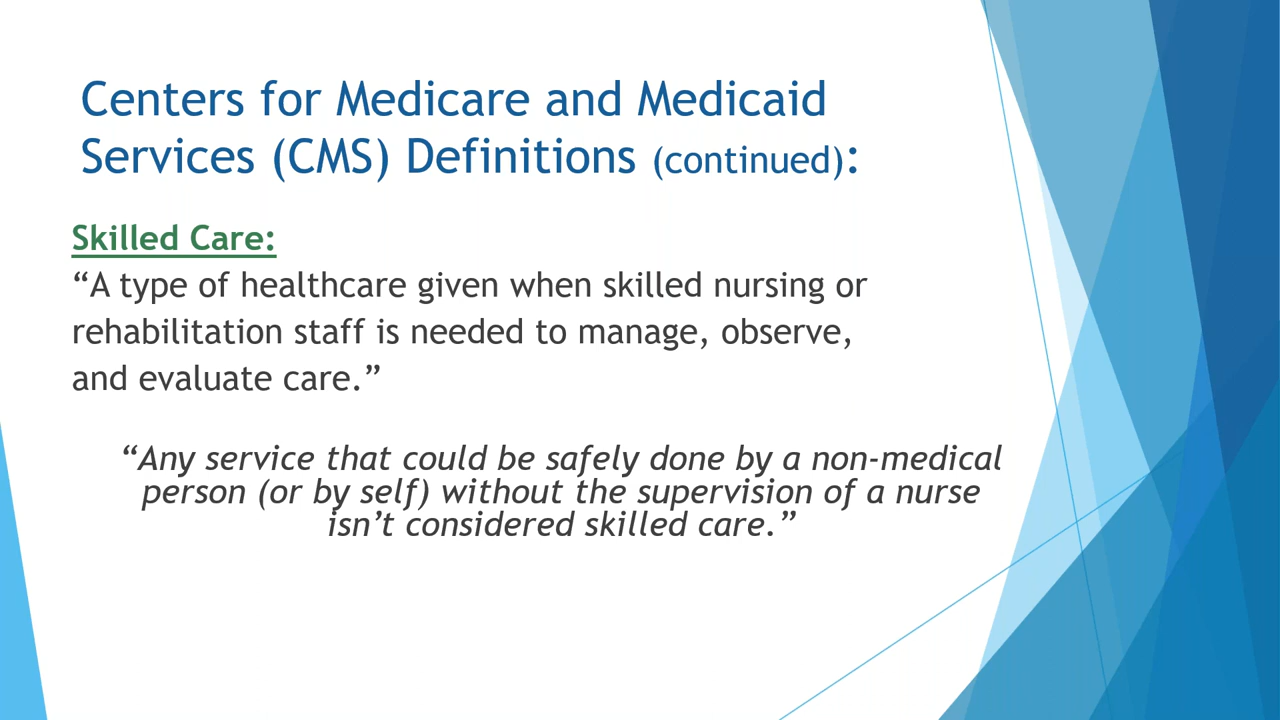 Centers for Medicare and Medicaid
Services (CMS) Definitions (continued):
Skilled Care:
“A type of healthcare given when skilled nursing or
rehabilitation staff is needed to manage, observe,
and evaluate care.”
“Any service that could be safely done by a non-medical
person (or by self) without the supervision of a nurse
isn’t considered skilled care.”